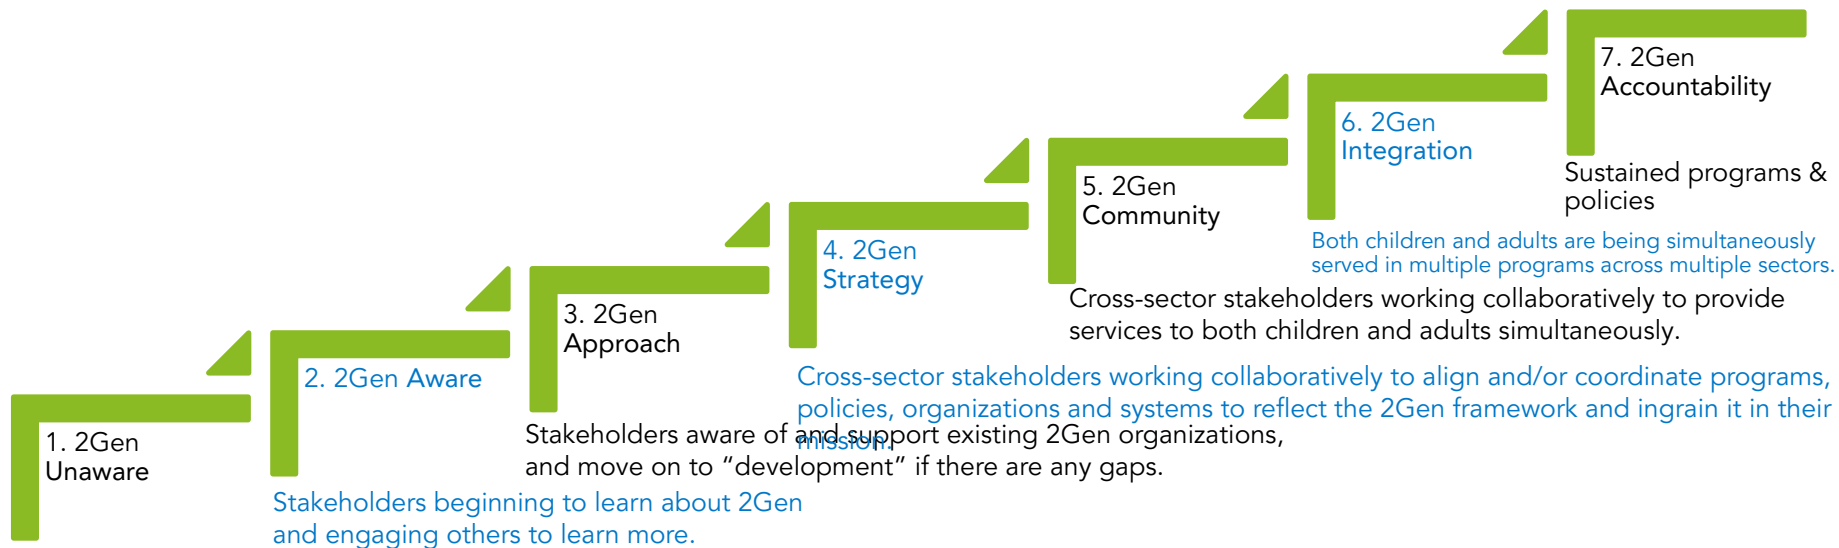 1. 2Gen
Unaware
2. 2Gen Aware
Stakeholders beginning to learn about 2Gen
and engaging others to learn more.
3. 2Gen
Approach
Stakeholders aware of and support existing 2Gen organizations,
and move on to “development” if there are any gaps.
4. 2Gen
Strategy
Cross-sector stakeholders working collaboratively to align and/or coordinate programs,
policies, organizations and systems to reflect the 2Gen framework and ingrain it in their
mission.
5. 2Gen
Community
Cross-sector stakeholders working collaboratively to provide
services to both children and adults simultaneously.
6. 2Gen
Integration
Both children and adults are being simultaneously
served in multiple programs across multiple sectors.
7. 2Gen
Accountability
Sustained programs &
policies